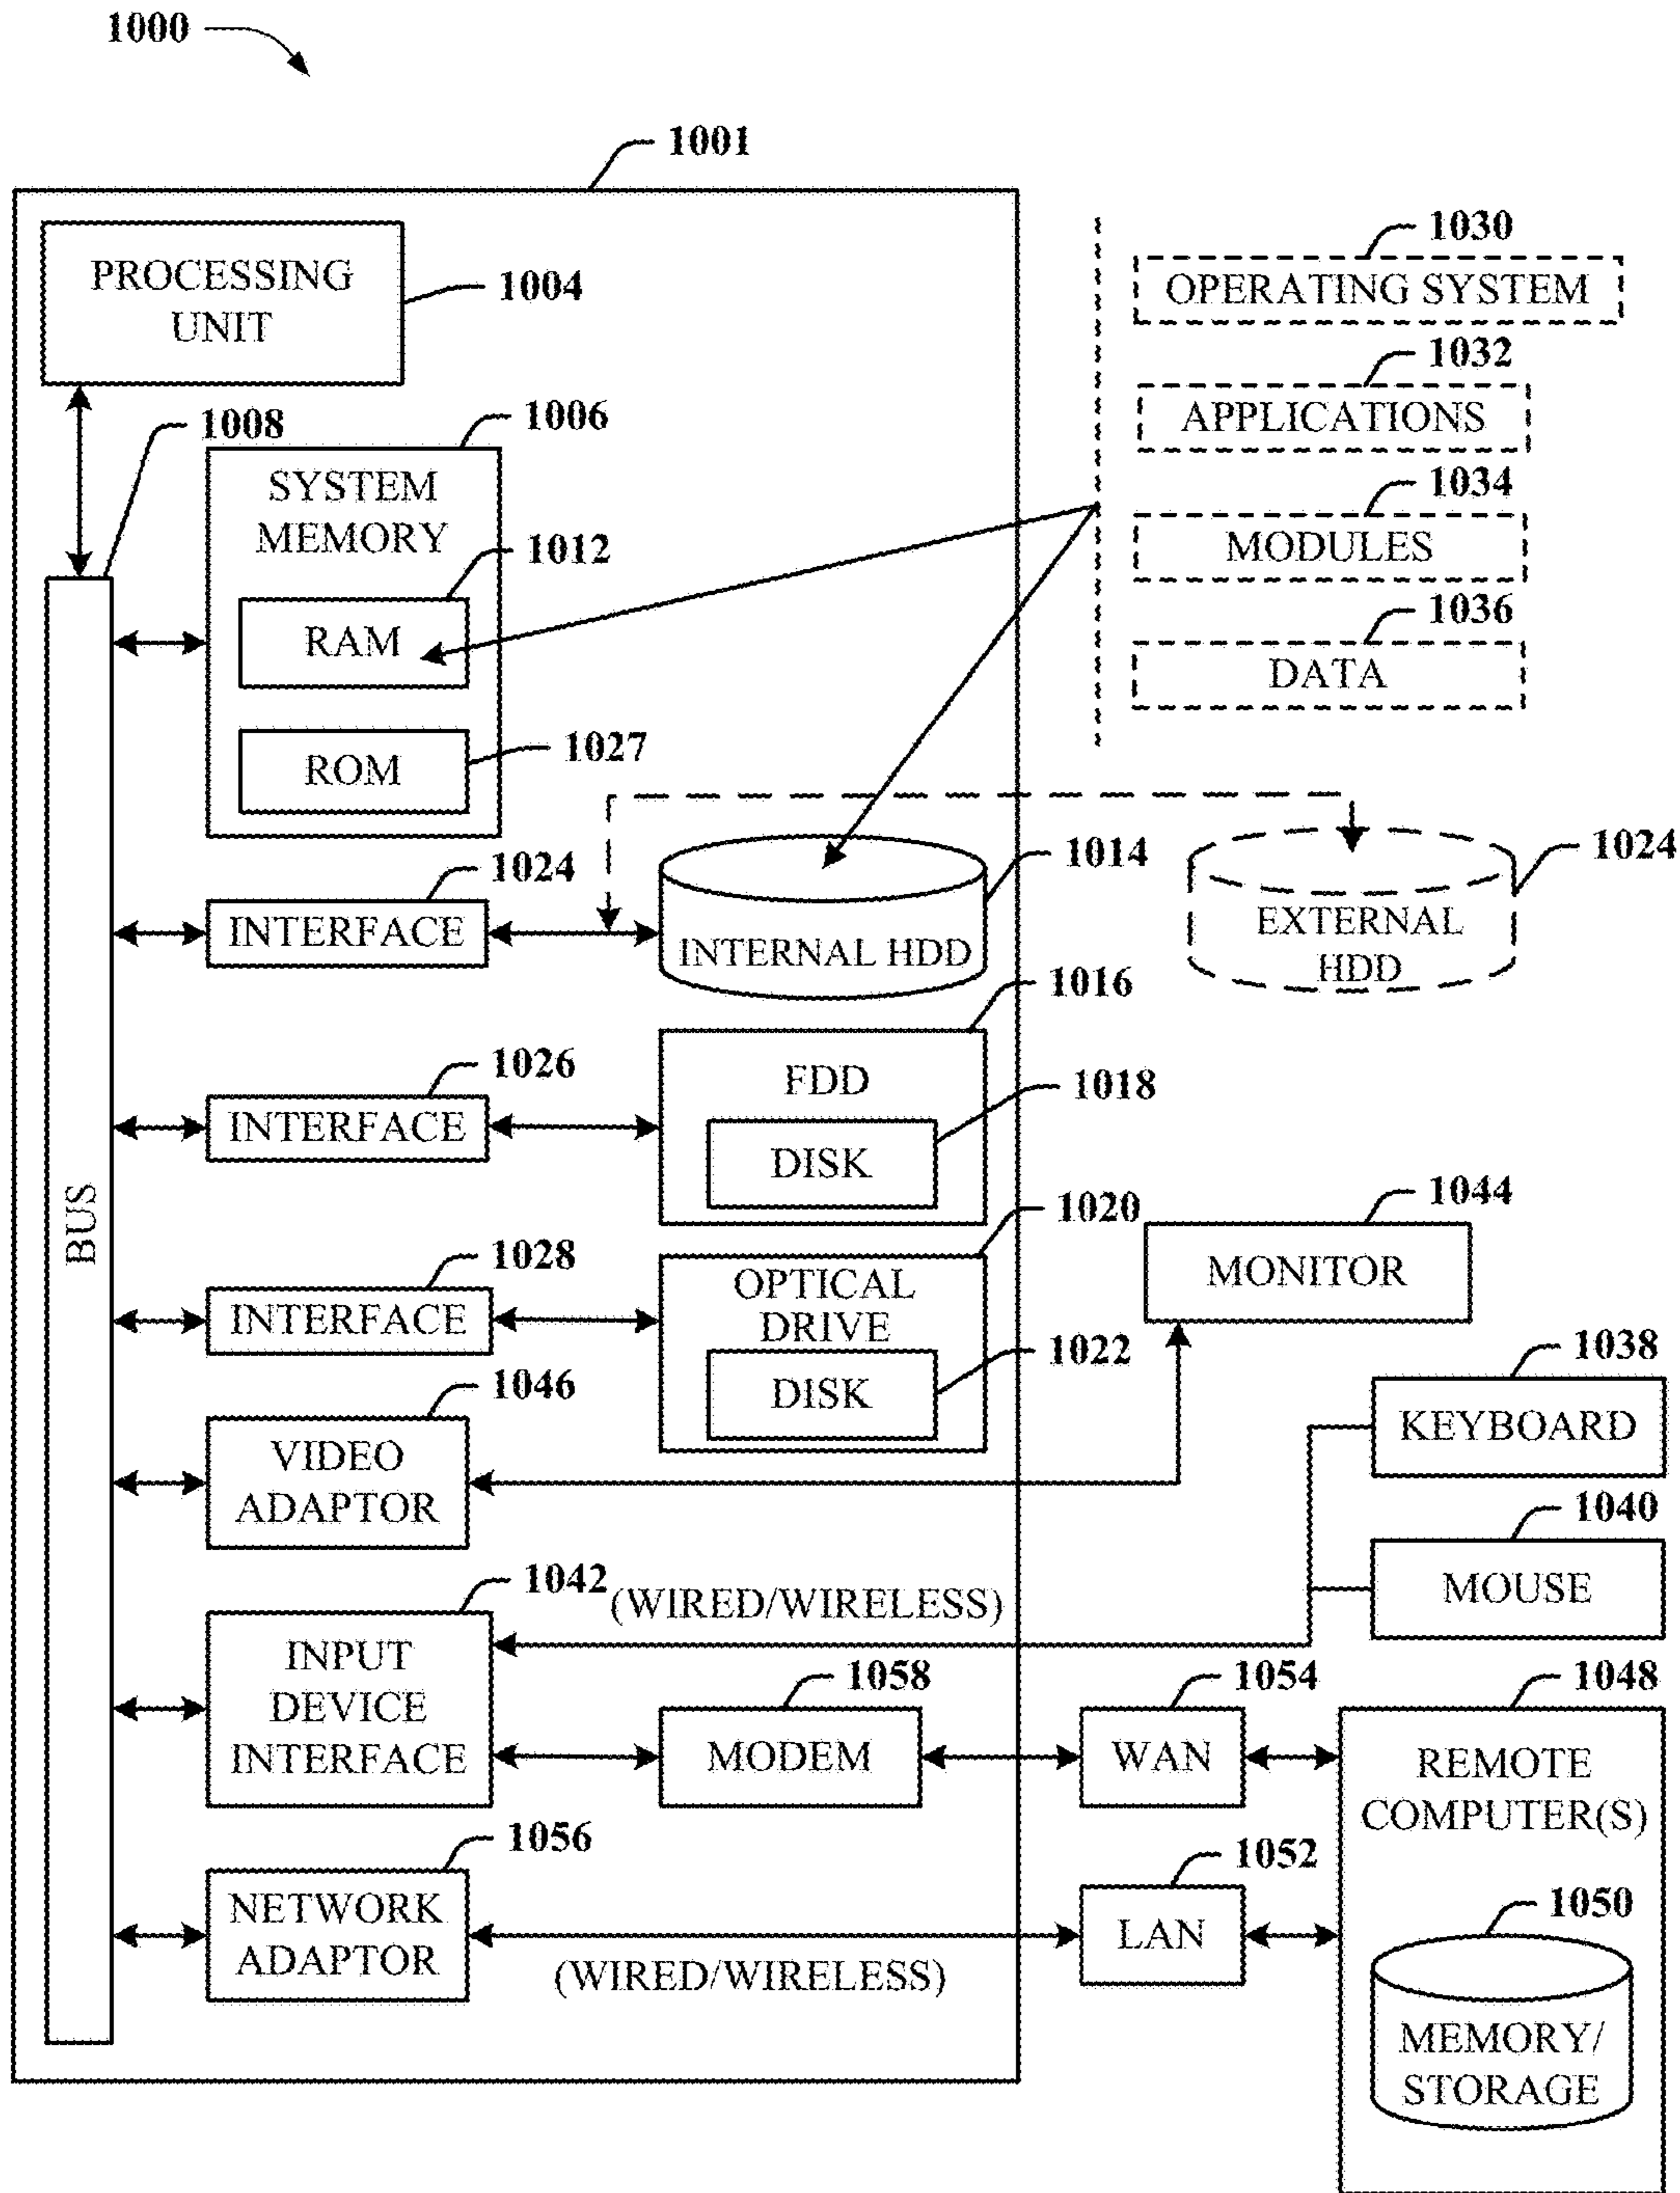 1000
1001
PROCESSING
UNIT
1004
1030
OPERATING SYSTEM
1032
APPLICATIONS
1034
MODULES
1036
DATA
1008
1006
SYSTEM
MEMORY
1012
RAM
ROM
1027
1024
INTERFACE
1014
INTERNAL HDD
1024
EXTERNAL
HDD
1016
1026
INTERFACE
FDD
1018
DISK
BUS
1020
1028
INTERFACE
OPTICAL
DRIVE
1022
DISK
1044
MONITOR
1046
VIDEO
ADAPTOR
1038
KEYBOARD
1040
MOUSE
1042
(WIRED/WIRELESS)
INPUT
DEVICE
INTERFACE
1058
MODEM
1054
WAN
1048
REMOTE
COMPUTER(S)
1056
NETWORK
ADAPTOR
(WIRED/WIRELESS)
1052
LAN
1050
MEMORY/
STORAGE